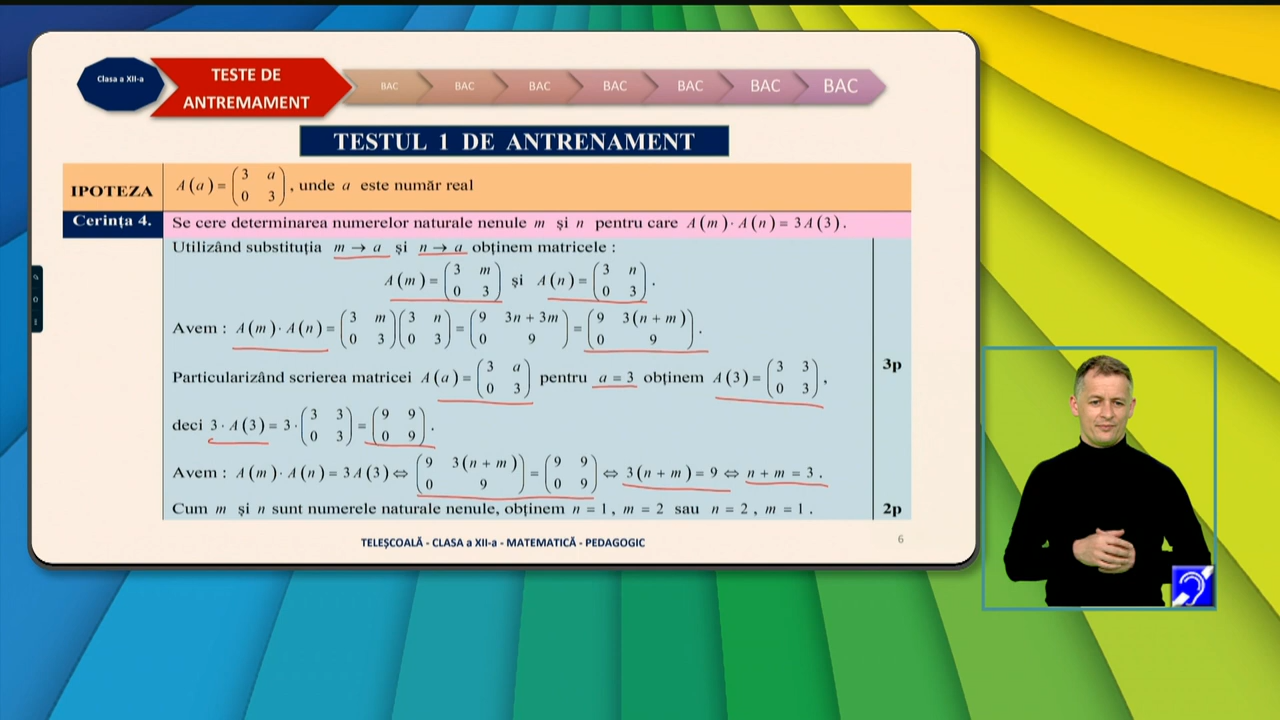 Clasa a XII-a
TESTE DE
ANTREMAMENT
BAC BAC BAC BAC BAC BAC BAC
TESTUL 1 DE ANTRENAMENT
IPOTEZA
A(a) = (3 a; 0 3), unde a este număr real
Cerința 4.
Se cere determinarea numerelor naturale nenule m și n pentru care A(m)·A(n) = 3A(3).
Utilizând substituția m → a și n → a obținem matricele :
A(m) = (3 m; 0 3) și A(n) = (3 n; 0 3).
Avem : A(m)·A(n) = (3 m; 0 3)(3 n; 0 3) = (9 3n + 3m; 0 9) = (9 3(n + m); 0 9).
Particularizând scrierea matricei A(a) = (3 a; 0 3) pentru a = 3 obținem A(3) = (3 3; 0 3),
3p
deci 3·A(3) = 3·(3 3; 0 3) = (9 9; 0 9).
Avem : A(m)·A(n) = 3A(3) ⇔ (9 3(n + m); 0 9) = (9 9; 0 9) ⇔ 3(n + m) = 9 ⇔ n + m = 3.
Cum m și n sunt numerele naturale nenule, obținem n = 1, m = 2 sau n = 2, m = 1.
2p
TELEȘCOALĂ - CLASA a XII-a - MATEMATICĂ - PEDAGOGIC
6